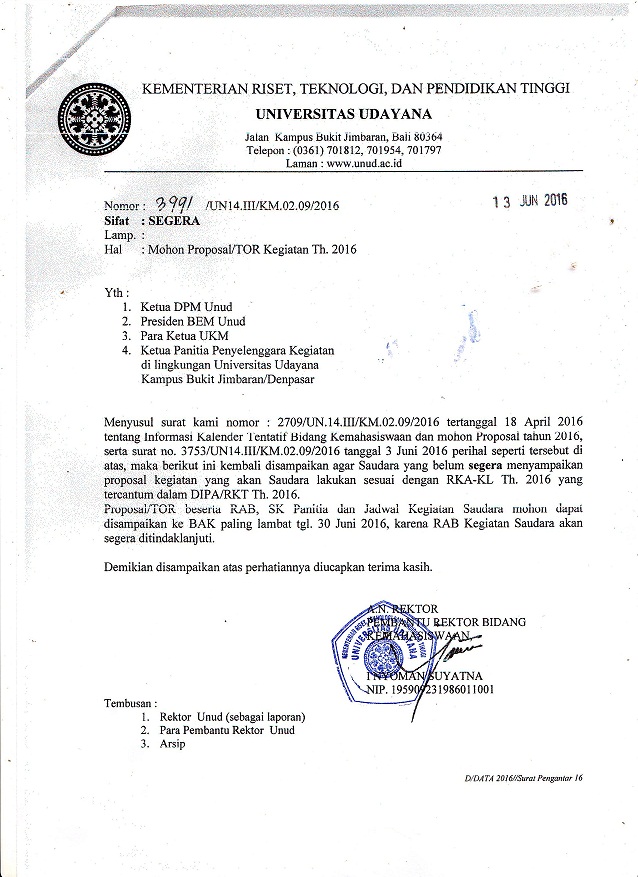 KEMENTERIAN RISET, TEKNOLOGI, DAN PENDIDIKAN TINGGI
UNIVERSITAS UDAYANA
Jalan Kampus Bukit Jimbaran, Bali 80364
Telepon : (0361) 701812, 701954, 701797
Laman : www.unud.ac.id
Nomor : 3991 /UN14.III/KM.02.09/2016
13 JUN 2016
Sifat : SEGERA
Lamp. :
Hal : Mohon Proposal/TOR Kegiatan Th. 2016
Yth :
1. Ketua DPM Unud
2. Presiden BEM Unud
3. Para Ketua UKM
4. Ketua Panitia Penyelenggara Kegiatan
di lingkungan Universitas Udayana
Kampus Bukit Jimbaran/Denpasar
Menyusul surat kami nomor : 2709/UN.14.III/KM.02.09/2016 tertanggal 18 April 2016
tentang Informasi Kalender Tentatif Bidang Kemahasiswaan dan mohon Proposal tahun 2016,
serta surat no. 3753/UN14.III/KM.02.09/2016 tanggal 3 Juni 2016 perihal seperti tersebut di
atas, maka berikut ini kembali disampaikan agar Saudara yang belum segera menyampaikan
proposal kegiatan yang akan Saudara lakukan sesuai dengan RKA-KL Th. 2016 yang
tercantum dalam DIPA/RKT Th. 2016.
Proposal/TOR beserta RAB, SK Panitia dan Jadwal Kegiatan Saudara mohon dapat
disampaikan ke BAK paling lambat tgl. 30 Juni 2016, karena RAB Kegiatan Saudara akan
segera ditindaklanjuti.
Demikian disampaikan atas perhatiannya diucapkan terima kasih.
A.N. REKTOR
PEMBANTU REKTOR BIDANG
KEMAHASISWAAN
UNIVERSITAS UDAYANA
I NYOMAN SUYATNA
NIP. 195909231986011001
Tembusan :
1. Rektor Unud (sebagai laporan)
2. Para Pembantu Rektor Unud
3. Arsip
D/DATA 2016//Surat Pengantar 16